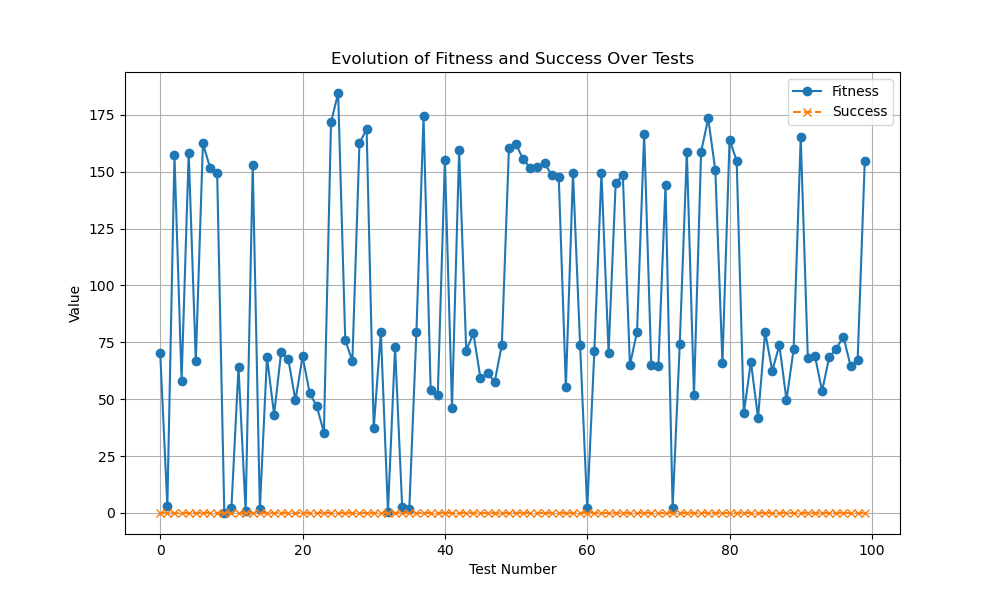 Evolution of Fitness and Success Over Tests
Fitness
Success
Value
175
150
125
100
75
50
25
0
0 20 40 60 80 100
Test Number